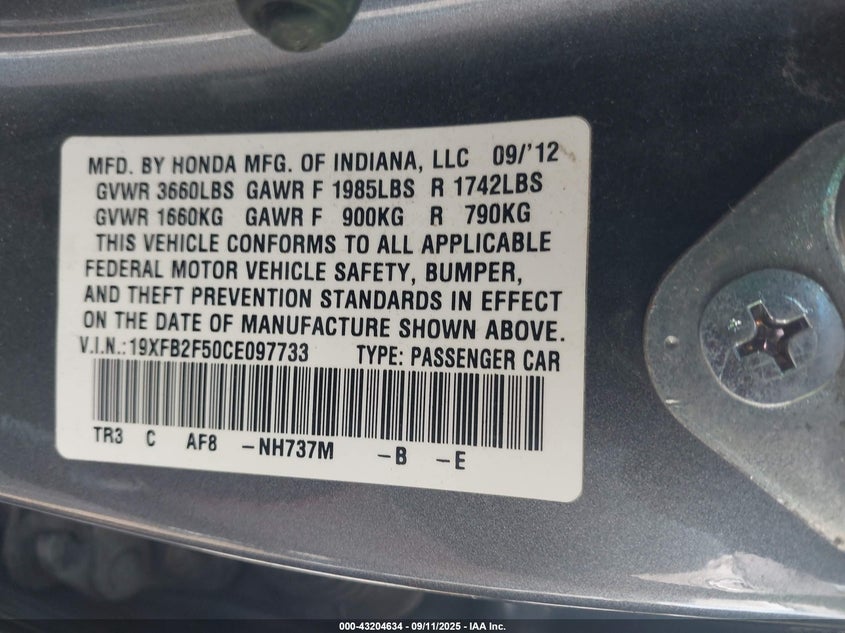 MFD. BY HONDA MFG. OF INDIANA, LLC 09/'12
GVWR 3660LBS GAWR F 1985LBS R 1742LBS
GVWR 1660KG GAWR F 900KG R 790KG
THIS VEHICLE CONFORMS TO ALL APPLICABLE
FEDERAL MOTOR VEHICLE SAFETY, BUMPER,
AND THEFT PREVENTION STANDARDS IN EFFECT
ON THE DATE OF MANUFACTURE SHOWN ABOVE.
V.I.N.:19XFB2F50CE097733 TYPE: PASSENGER CAR
TR3 C AF8 -NH737M -B -E
000-43204634 - 09/11/2025 - IAA Inc.